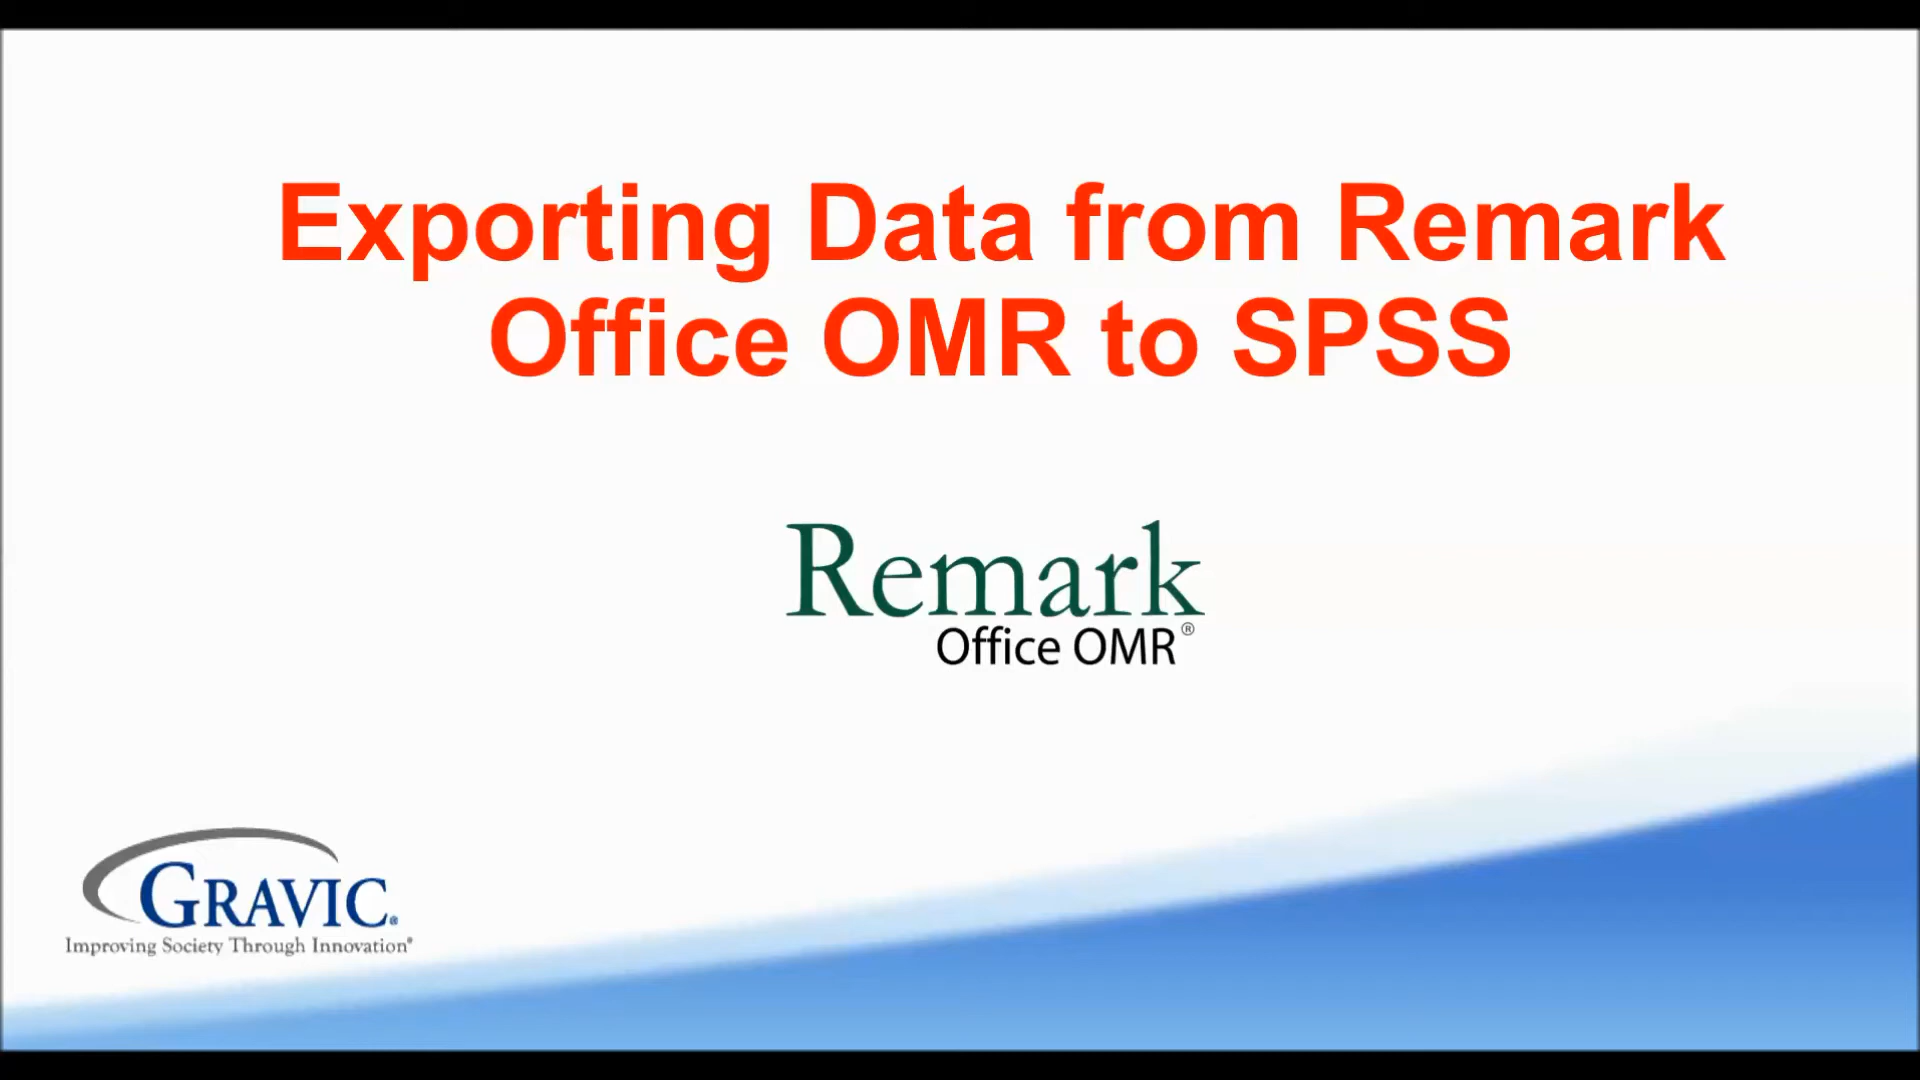 Exporting Data from Remark
Office OMR to SPSS
Remark
Office OMR®
GRAVIC®
Improving Society Through Innovation®